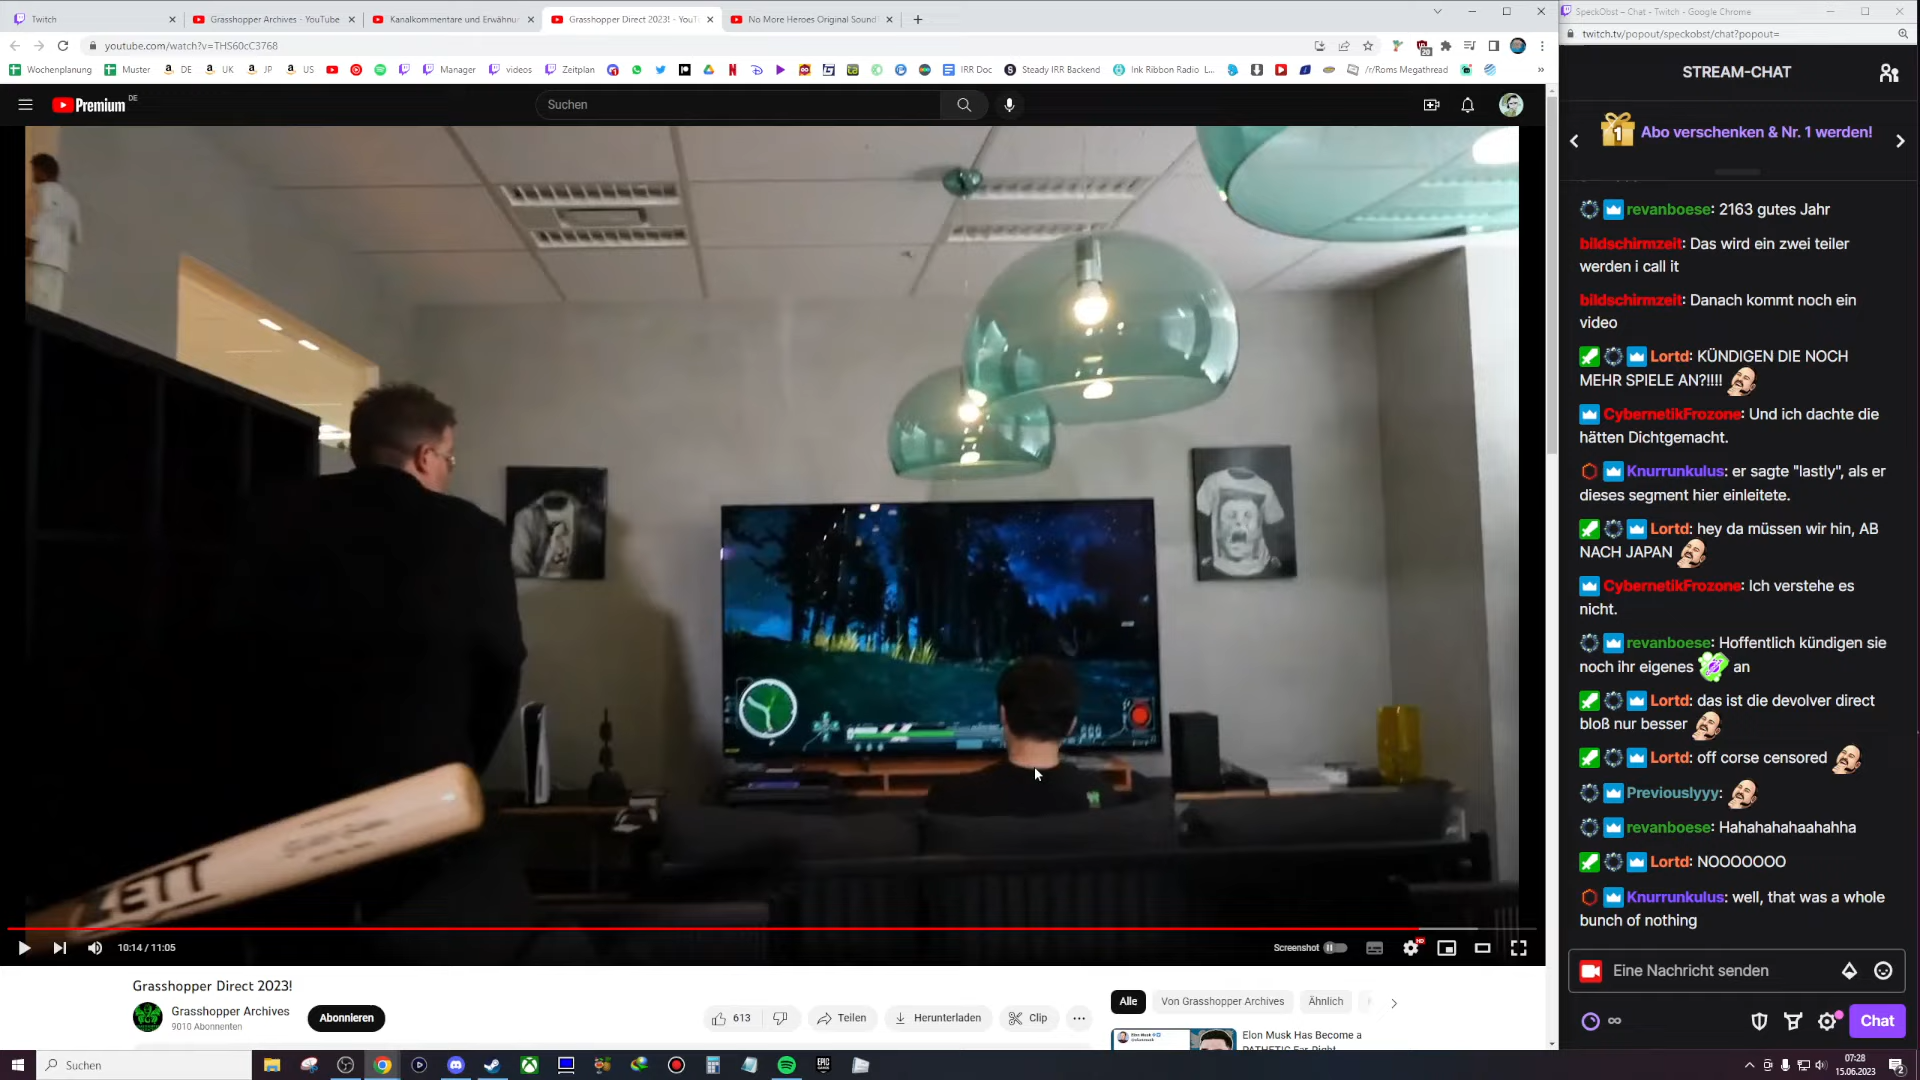 Twitch
Grasshopper Archives - YouTube
Kanalkommentare und Erwähnu
Grasshopper Direct 2023! - YouT
No More Heroes Original Sound
SpeckObst – Chat - Twitch - Google Chrome
youtube.com/watch?v=THS60cC3768
twitch.tv/popout/speckobst/chat?popout=
Wochenplanung
Muster
DE
UK
JP
US
Manager
videos
Zeitplan
IRR Doc
Steady IRR Backend
Ink Ribbon Radio L...
/r/Roms Megathread
Premium DE
Suchen
STREAM-CHAT
1
Abo verschenken & Nr. 1 werden!
revanboese: 2163 gutes Jahr
bildschirmzeit: Das wird ein zwei teiler
werden i call it
bildschirmzeit: Danach kommt noch ein
video
Lortd: KÜNDIGEN DIE NOCH
MEHR SPIELE AN?!!!!
CybernetikFrozone: Und ich dachte die
hätten Dichtgemacht.
Knurrunkulus: er sagte "lastly", als er
dieses segment hier einleitete.
Lortd: hey da müssen wir hin, AB
NACH JAPAN
CybernetikFrozone: Ich verstehe es
nicht.
revanboese: Hoffentlich kündigen sie
noch ihr eigenes an
Lortd: das ist die devolver direct
bloß nur besser
Lortd: off corse censored
Previouslyyy:
revanboese: Hahahahahaahahha
Lortd: NOOOOOOO
Knurrunkulus: well, that was a whole
bunch of nothing
Eine Nachricht senden
Chat
ZETT
10:14 / 11:05
Screenshot
HD
Grasshopper Direct 2023!
Grasshopper Archives
9010 Abonnenten
Abonnieren
613
Teilen
Herunterladen
Clip
Alle
Von Grasshopper Archives
Ähnlich
Elon Musk Has Become a
PATHETIC Far-Right
Suchen
07:28
15.06.2023
2